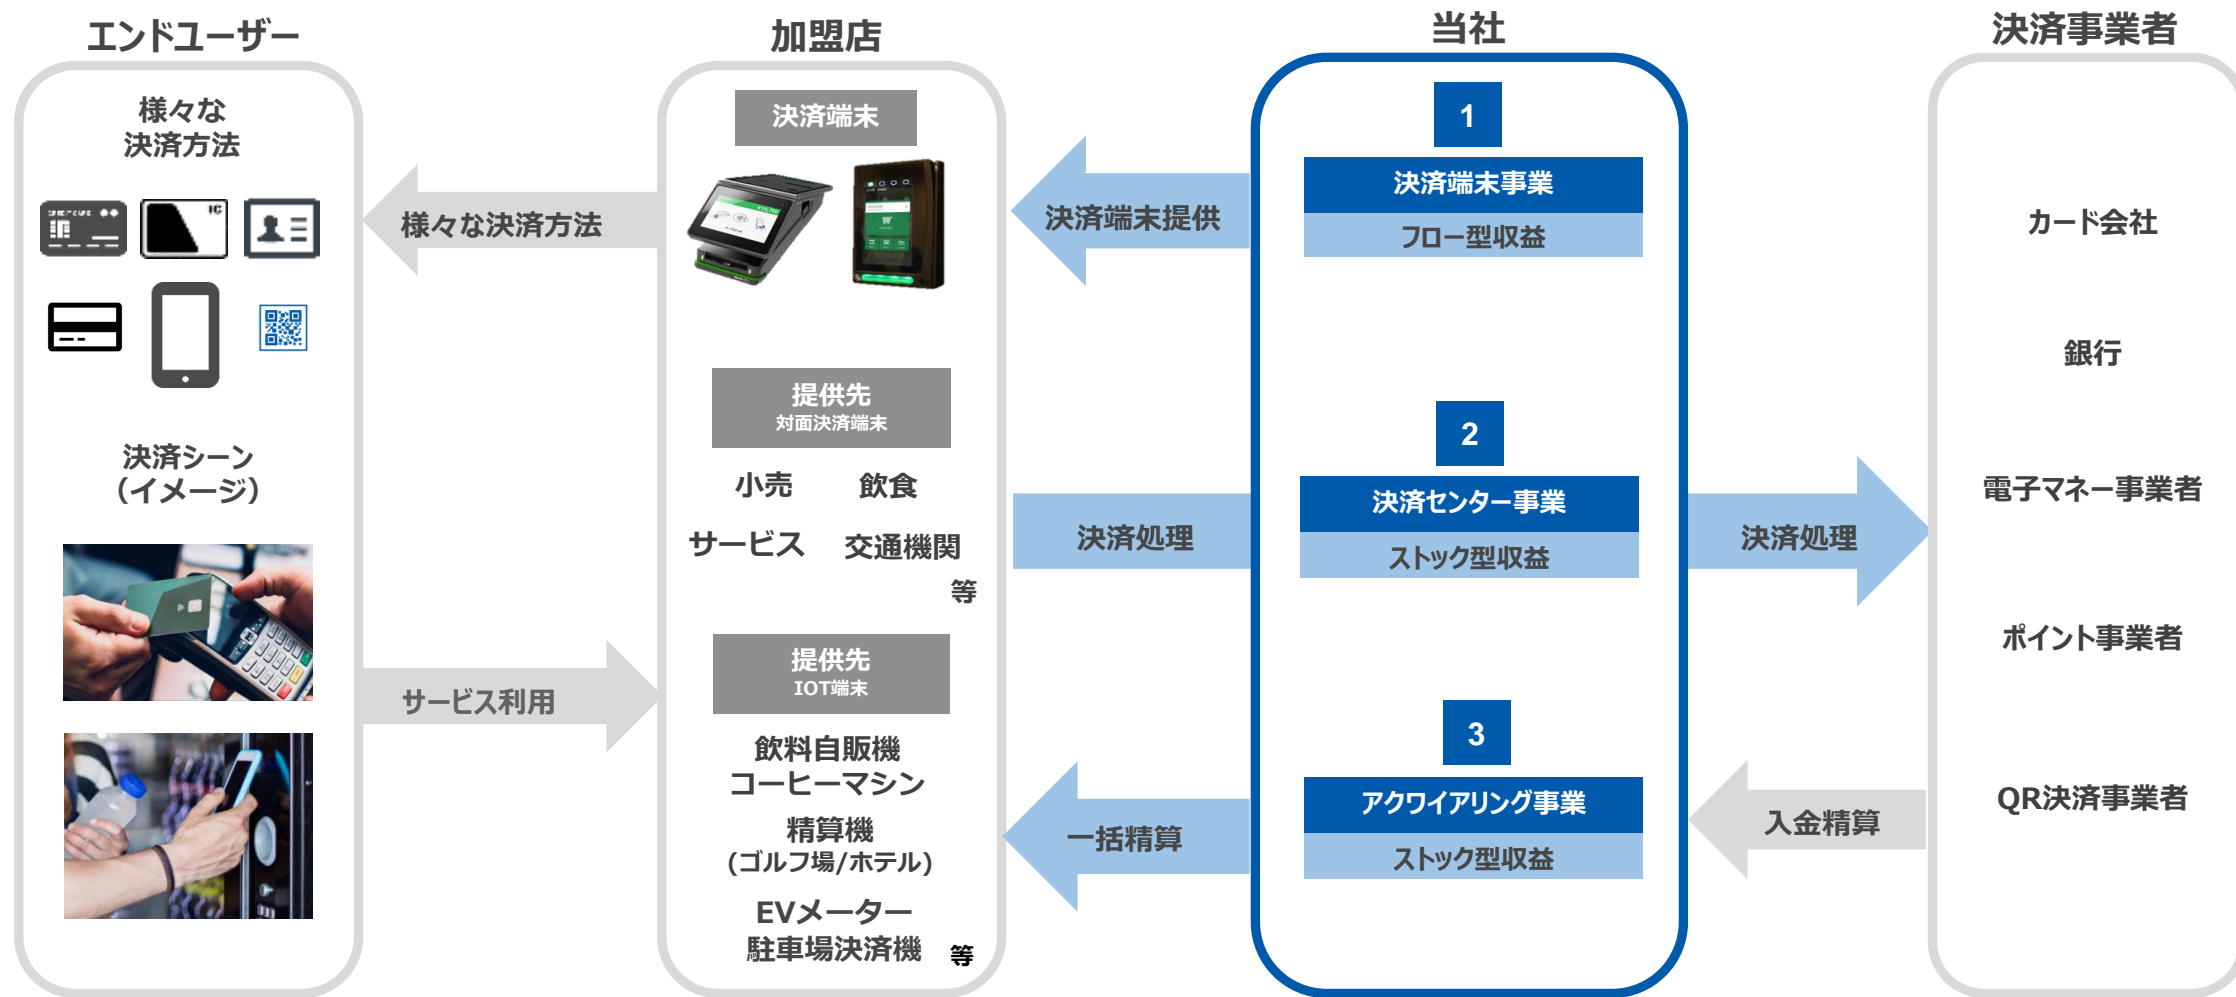 エンドユーザー
様々な
決済方法
IC
決済シーン
（イメージ）
様々な決済方法
サービス利用
加盟店
決済端末
提供先
対面決済端末
小売
飲食
サービス
交通機関
等
提供先
IOT端末
飲料自販機
コーヒーマシン
精算機
(ゴルフ場/ホテル)
EVメーター
駐車場決済機
等
決済端末提供
決済処理
一括精算
当社
1
決済端末事業
フロー型収益
2
決済センター事業
ストック型収益
3
アクワイアリング事業
ストック型収益
決済処理
入金精算
決済事業者
カード会社
銀行
電子マネー事業者
ポイント事業者
QR決済事業者